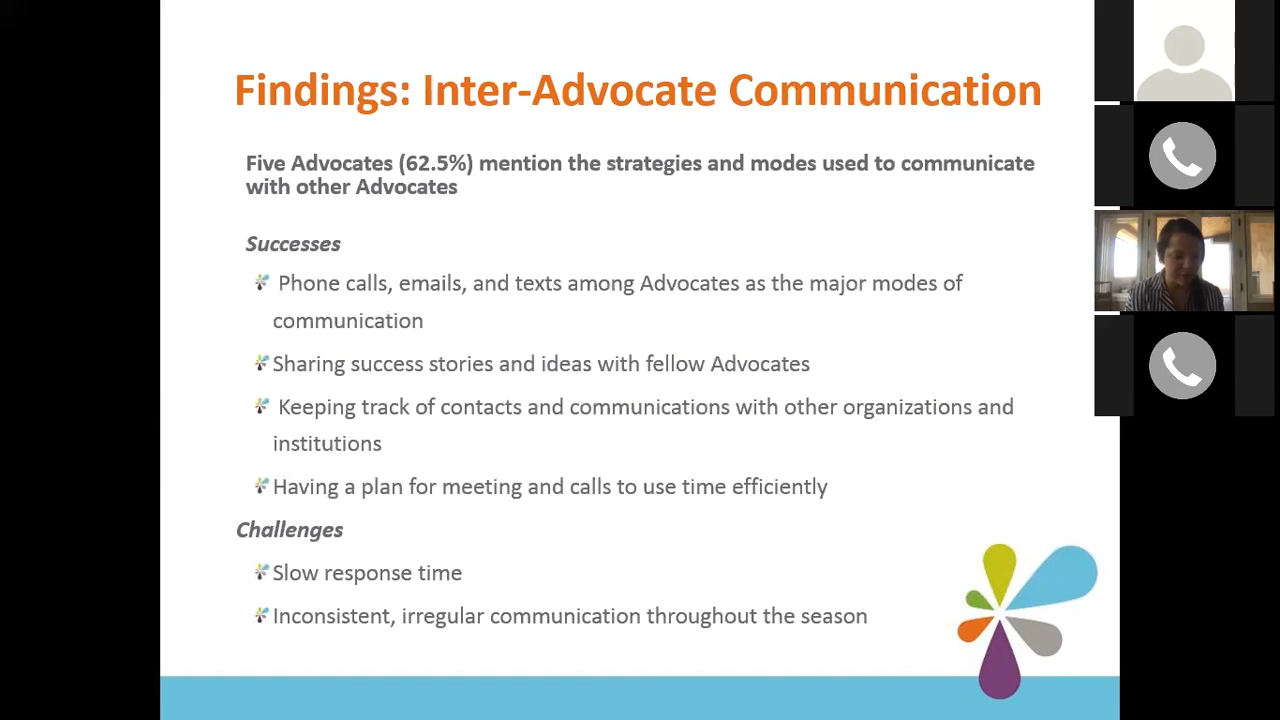 Findings: Inter-Advocate Communication
Five Advocates (62.5%) mention the strategies and modes used to communicate
with other Advocates
Successes
Phone calls, emails, and texts among Advocates as the major modes of
communication
Sharing success stories and ideas with fellow Advocates
Keeping track of contacts and communications with other organizations and
institutions
Having a plan for meeting and calls to use time efficiently
Challenges
Slow response time
Inconsistent, irregular communication throughout the season